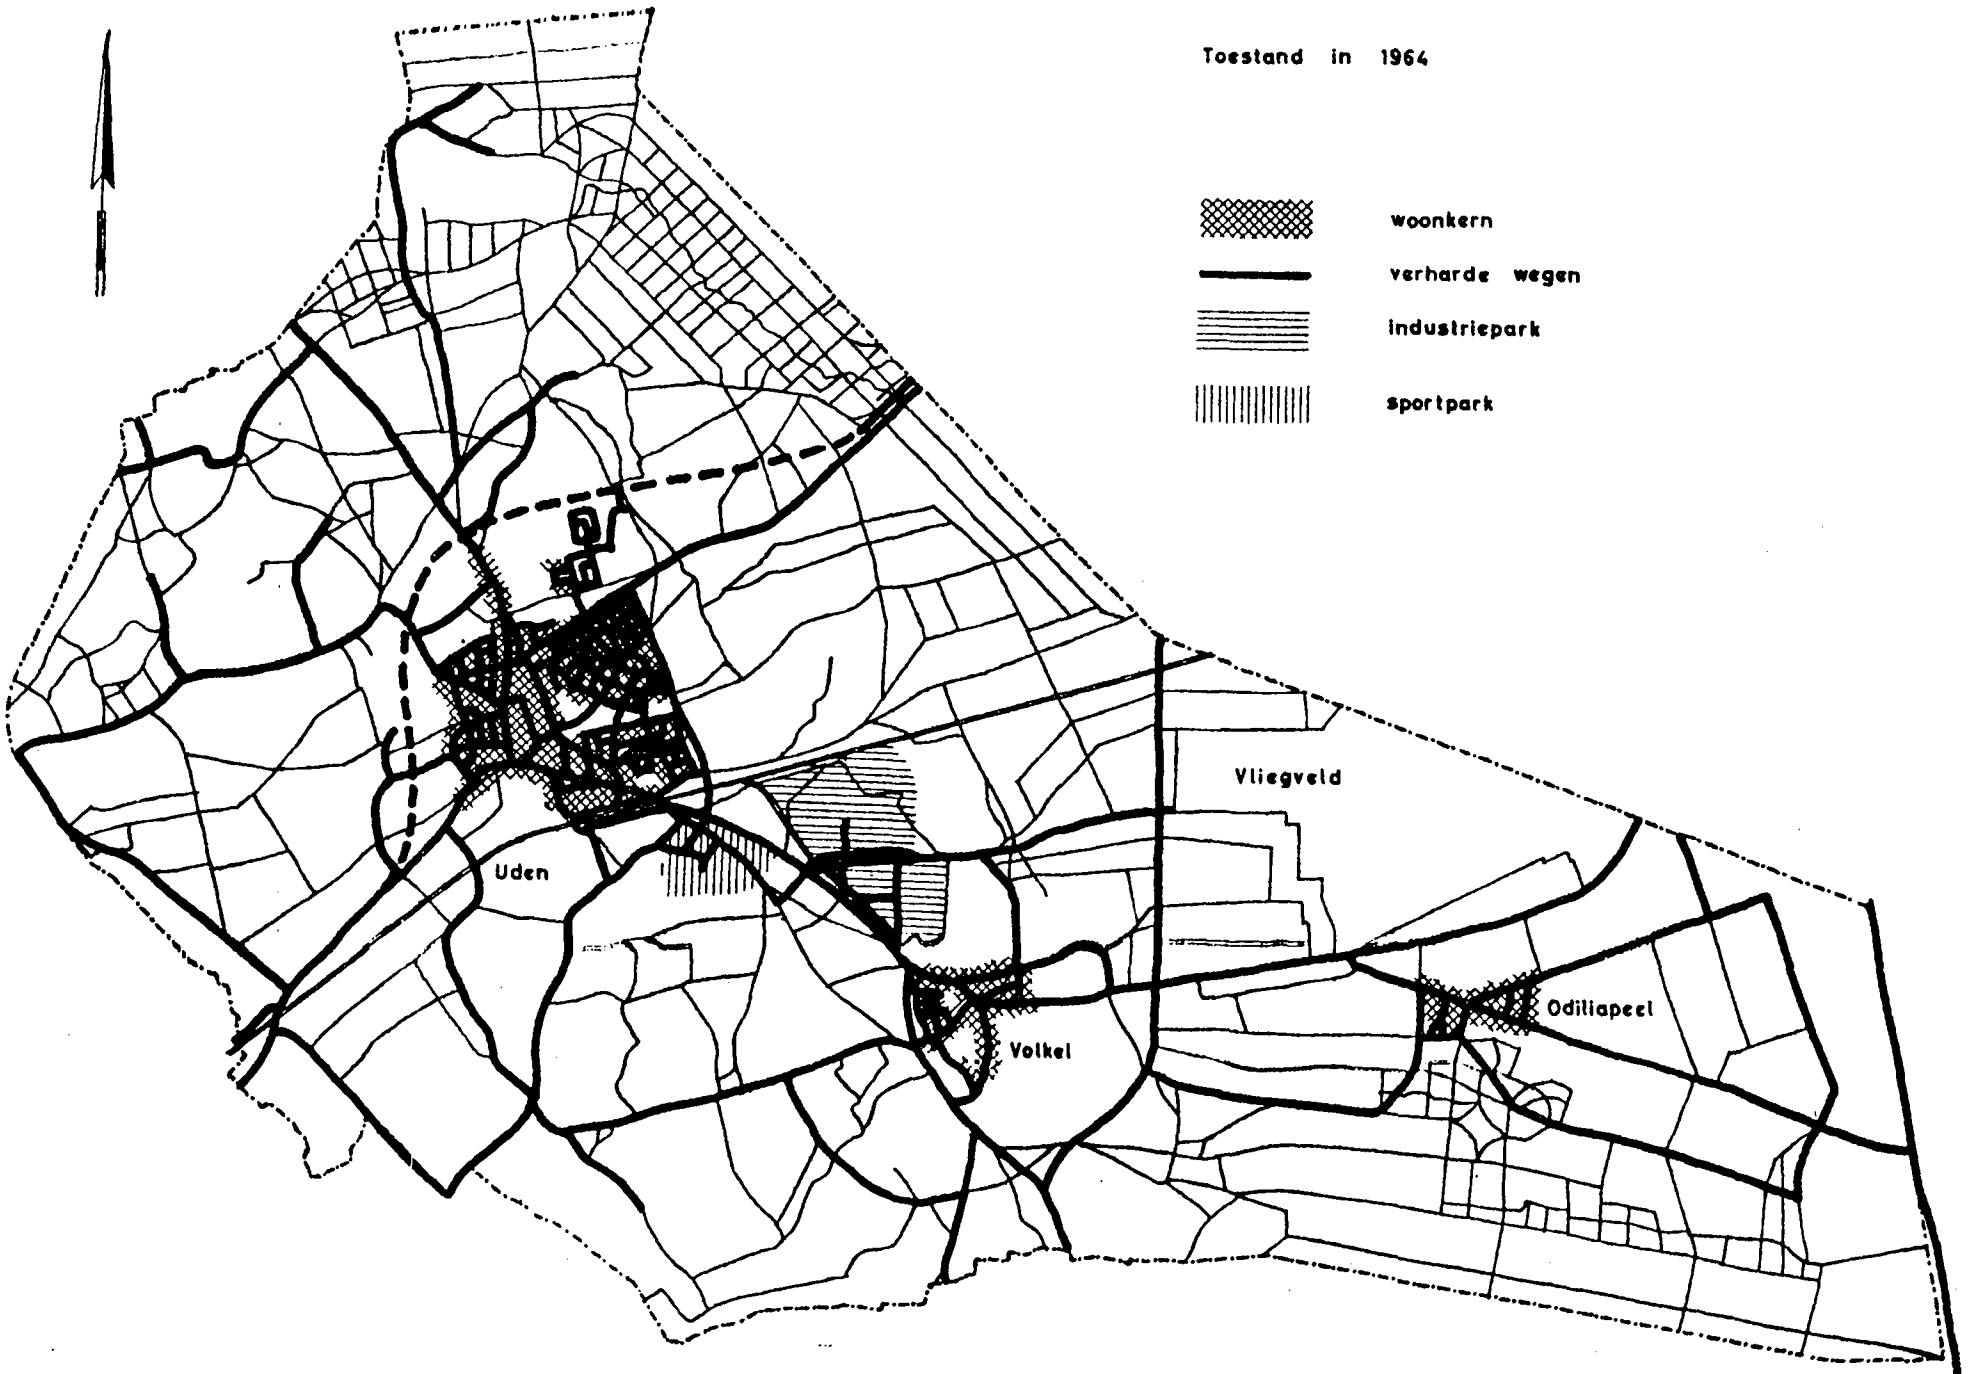 Toestand in 1964
woonkern
verharde wegen
industriepark
sportpark
Vliegveld
Uden
Odiliapeel
Volkel